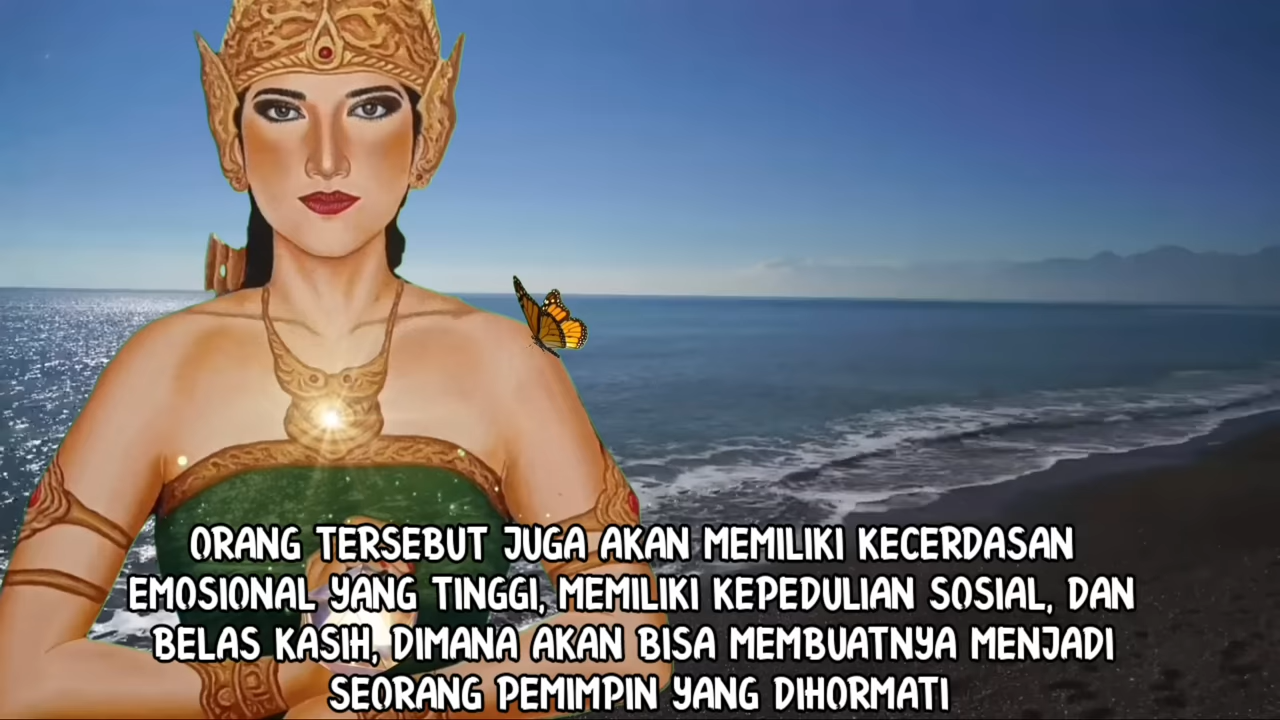 ORANG TERSEBUT JUGA AKAN MEMILIKI KECERDASAN
EMOSIONAL YANG TINGGI, MEMILIKI KEPEDULIAN SOSIAL, DAN
BELAS KASIH, DIMANA AKAN BISA MEMBUATNYA MENJADI
SEORANG PEMIMPIN YANG DIHORMATI